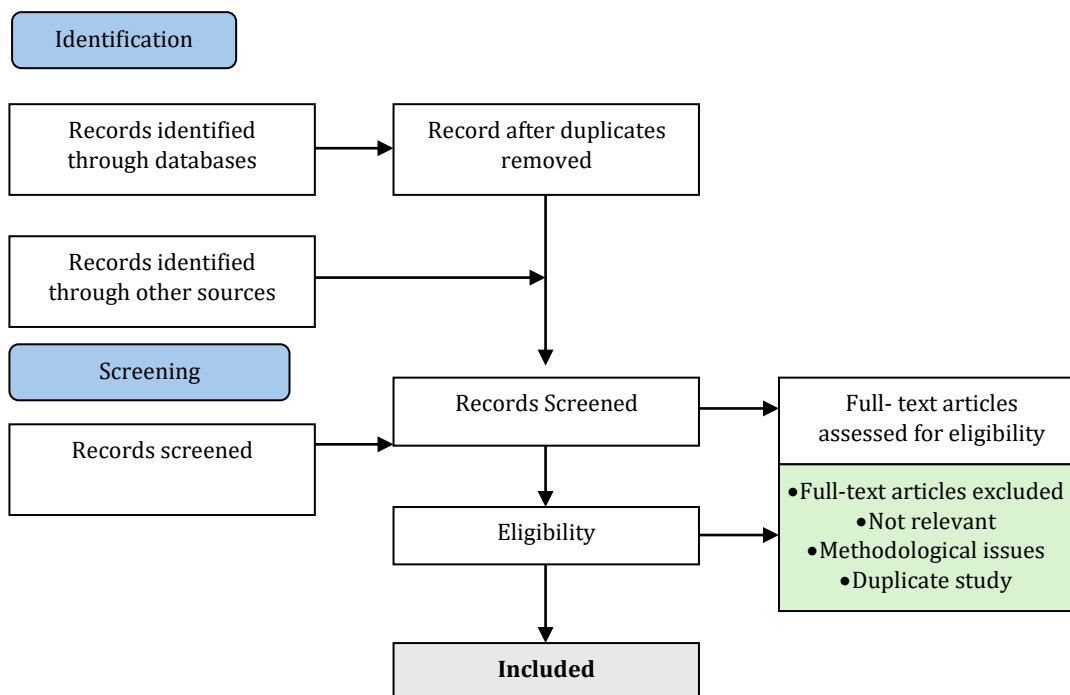 Identification
Records identified
through databases
Record after duplicates
removed
Records identified
through other sources
Screening
Records Screened
Full- text articles
assessed for eligibility
Records screened
•Full-text articles excluded
•Not relevant
•Methodological issues
•Duplicate study
Eligibility
Included